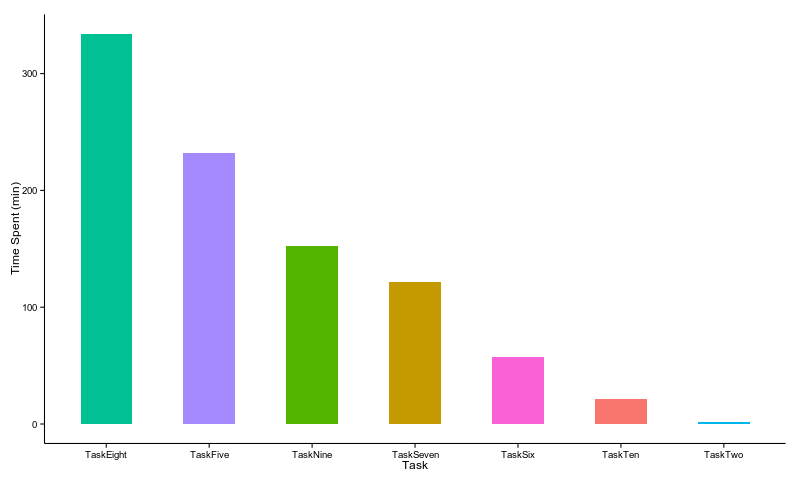 Time Spent (min)
300
200
100
0
TaskEight TaskFive TaskNine TaskSeven TaskSix TaskTen TaskTwo
Task